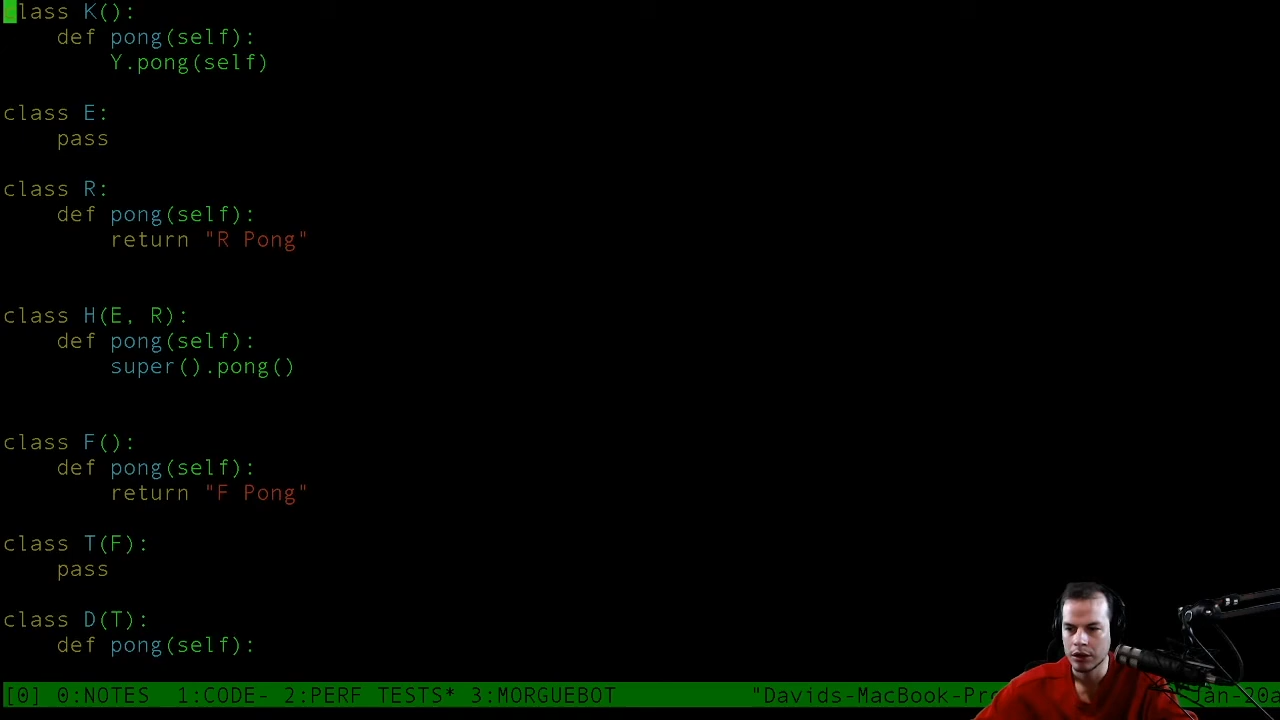 class K():
    def pong(self):
        Y.pong(self)
class E:
    pass
class R:
    def pong(self):
        return "R Pong"
class H(E, R):
    def pong(self):
        super().pong()
class F():
    def pong(self):
        return "F Pong"
class T(F):
    pass
class D(T):
    def pong(self):
[0] 0:NOTES  1:CODE- 2:PERF TESTS* 3:MORGUEBOT "Davids-MacBook-Pro Jan-20